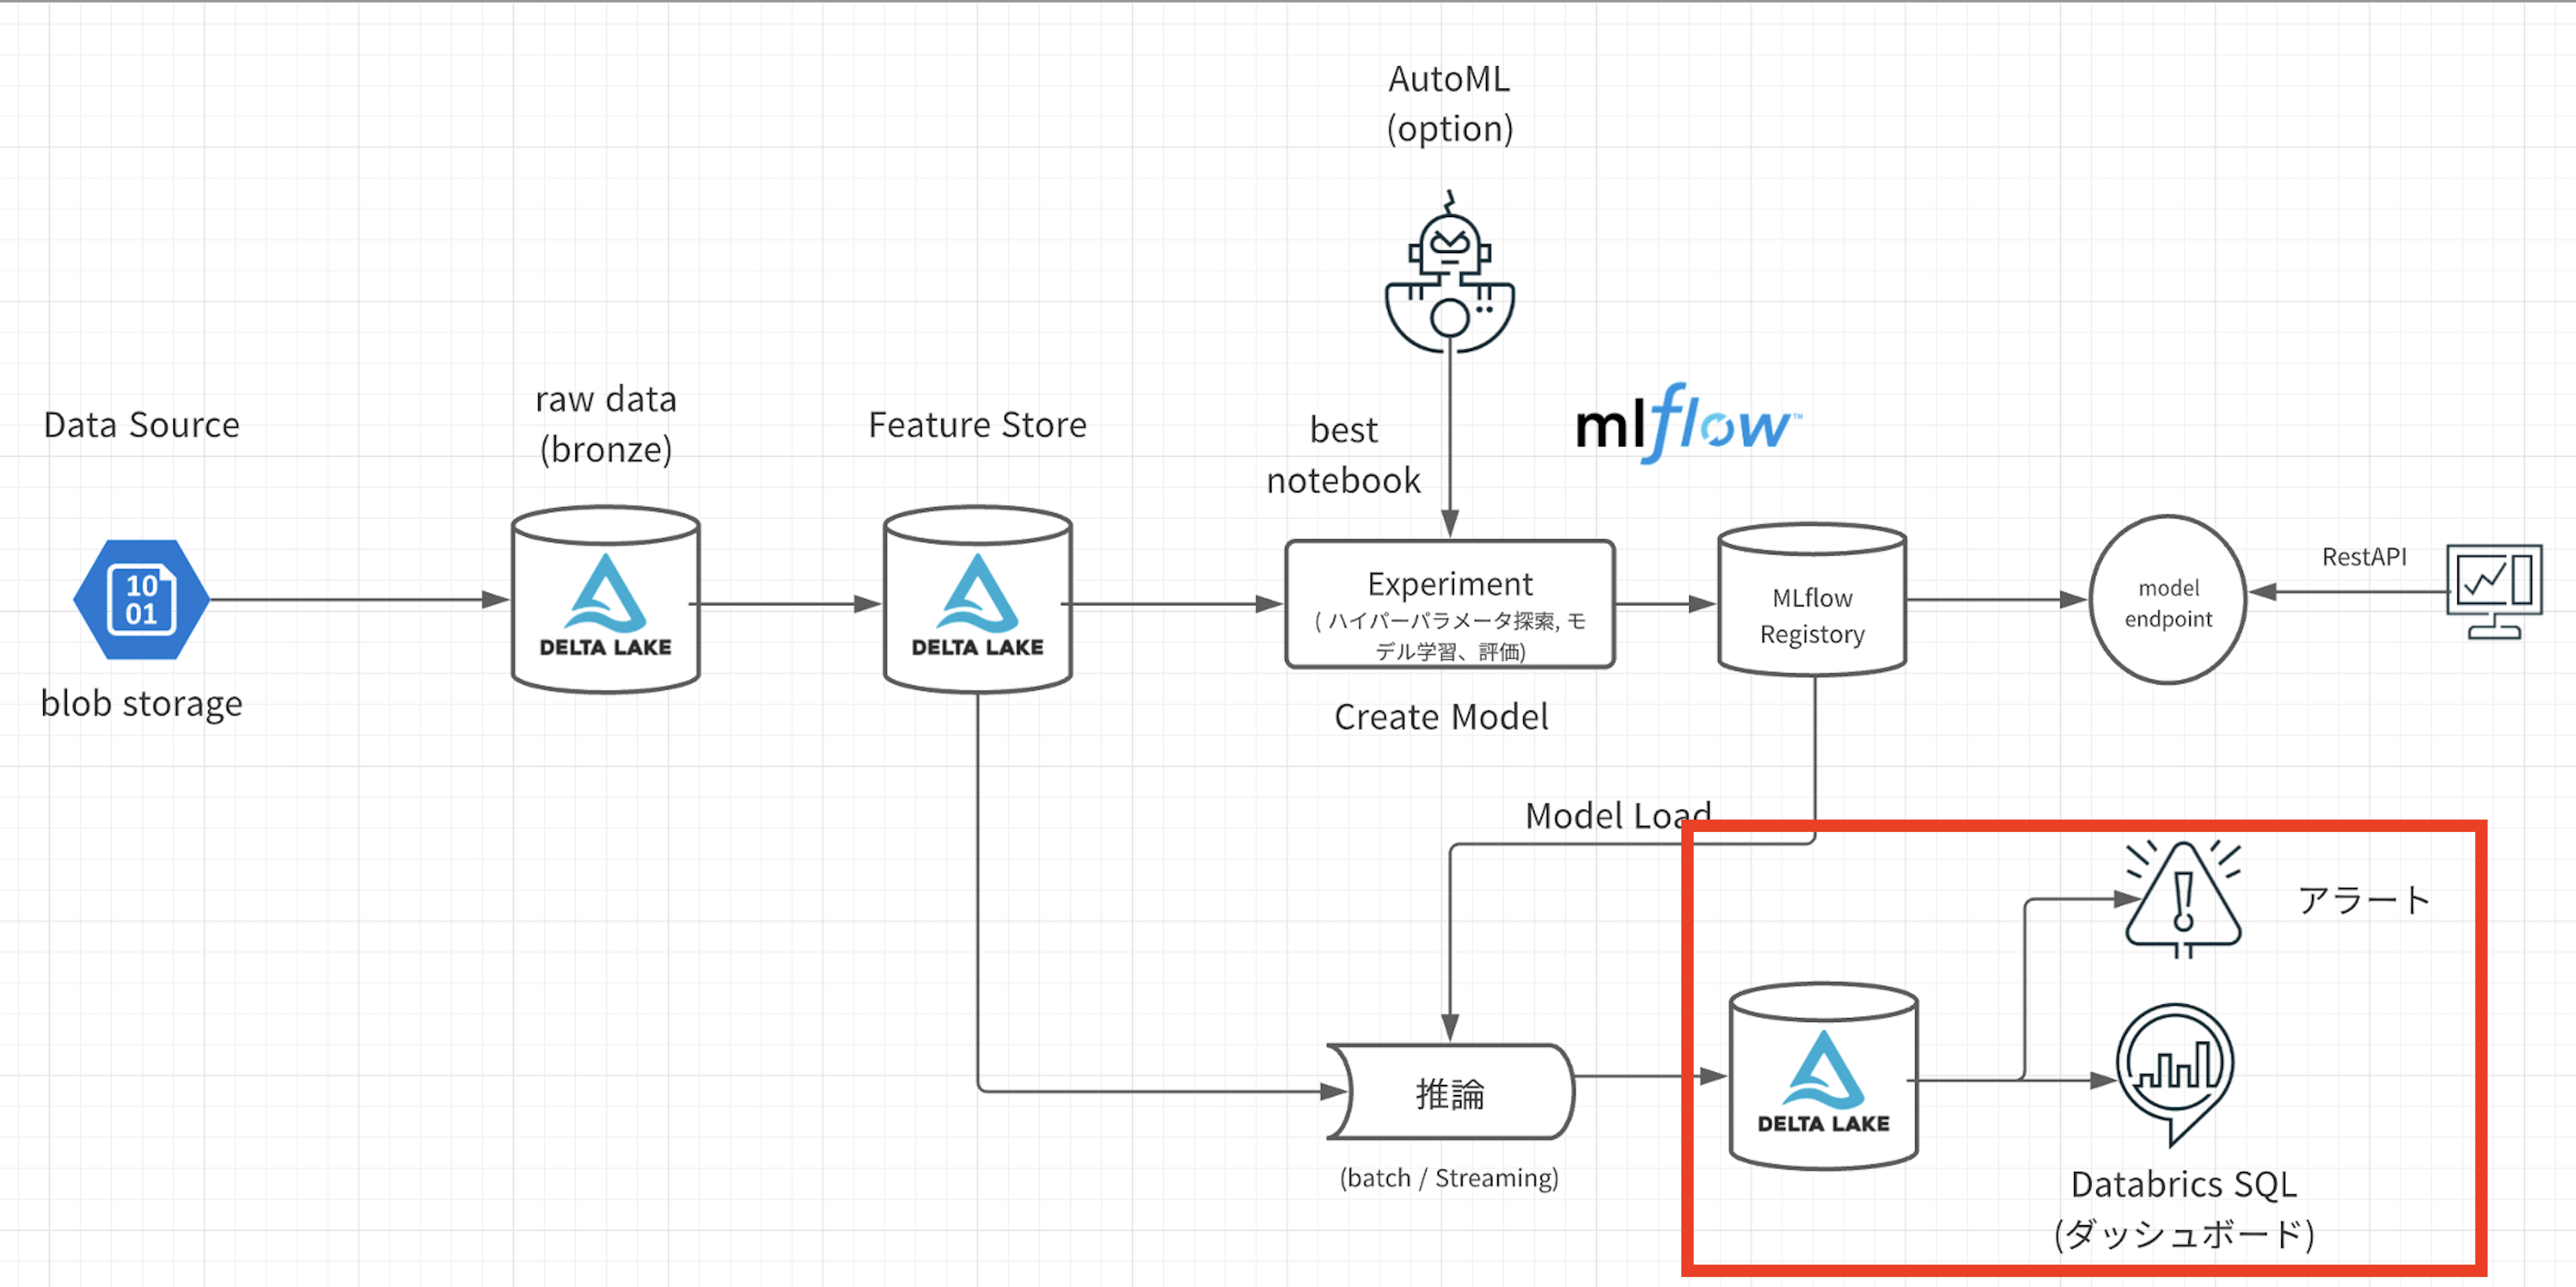 AutoML
(option)
mlflow™
raw data
(bronze)
Data Source
Feature Store
best
notebook
10
01
DELTA LAKE
DELTA LAKE
Experiment
( ハイパーパラメータ探索, モ
デル学習、評価)
MLflow
Registory
model
endpoint
RestAPI
blob storage
Create Model
Model Load
アラート
推論
DELTA LAKE
(batch / Streaming)
Databrics SQL
(ダッシュボード)